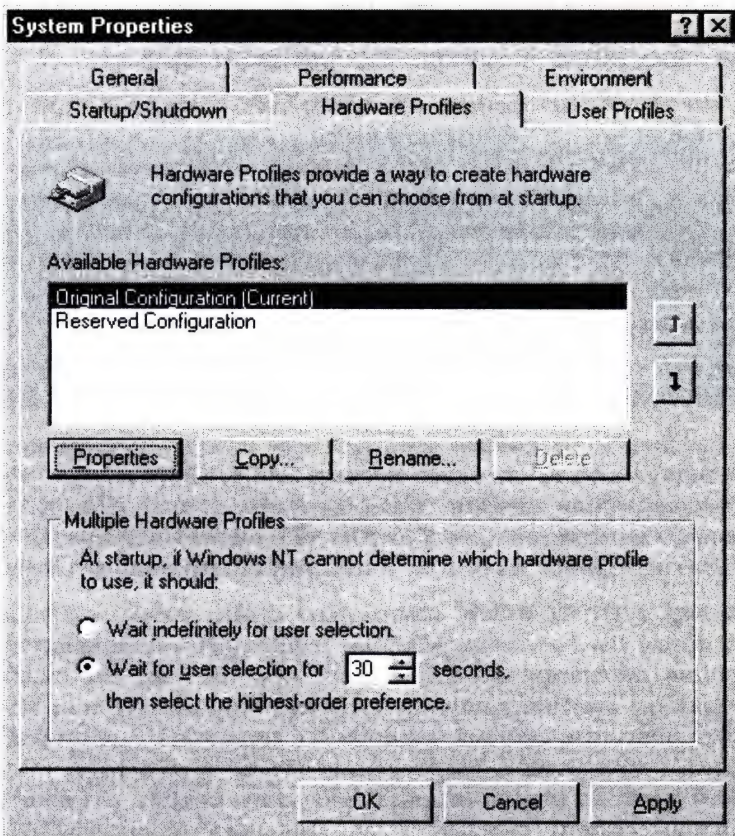 System Properties
General Performance Environment
Startup/Shutdown Hardware Profiles User Profiles
Hardware Profiles provide a way to create hardware
configurations that you can choose from at startup.
Available Hardware Profiles:
Original Configuration (Current)
Reserved Configuration
Properties Copy... Rename... Delete
Multiple Hardware Profiles
At startup, if Windows NT cannot determine which hardware profile
to use, it should:
Wait indefinitely for user selection.
Wait for user selection for 30 seconds,
then select the highest-order preference.
OK Cancel Apply